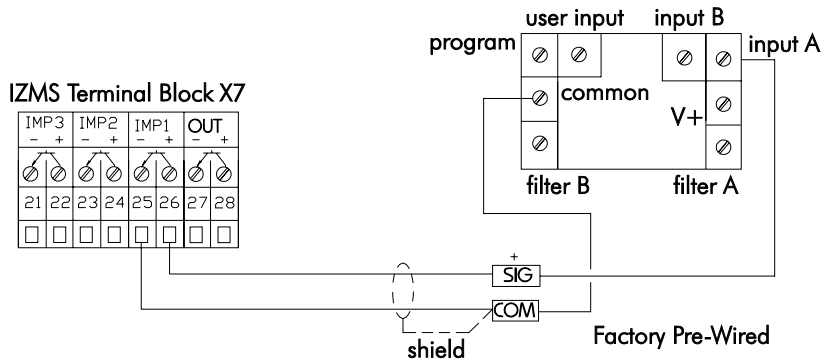 user input
input B
program
input A
IZMS Terminal Block X7
common
IMP3 IMP2 IMP1 OUT
V+
− + − + − + − +
filter B
filter A
21 22 23 24 25 26 27 28
+
SIG
COM
Factory Pre-Wired
shield